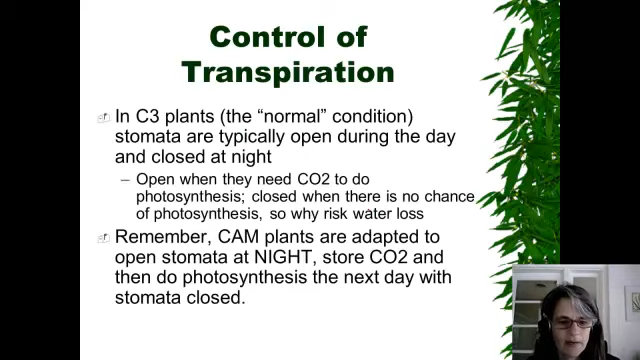 Control of
Transpiration
In C3 plants (the “normal” condition)
stomata are typically open during the day
and closed at night
– Open when they need CO2 to do
photosynthesis; closed when there is no chance
of photosynthesis, so why risk water loss
Remember, CAM plants are adapted to
open stomata at NIGHT, store CO2 and
then do photosynthesis the next day with
stomata closed.